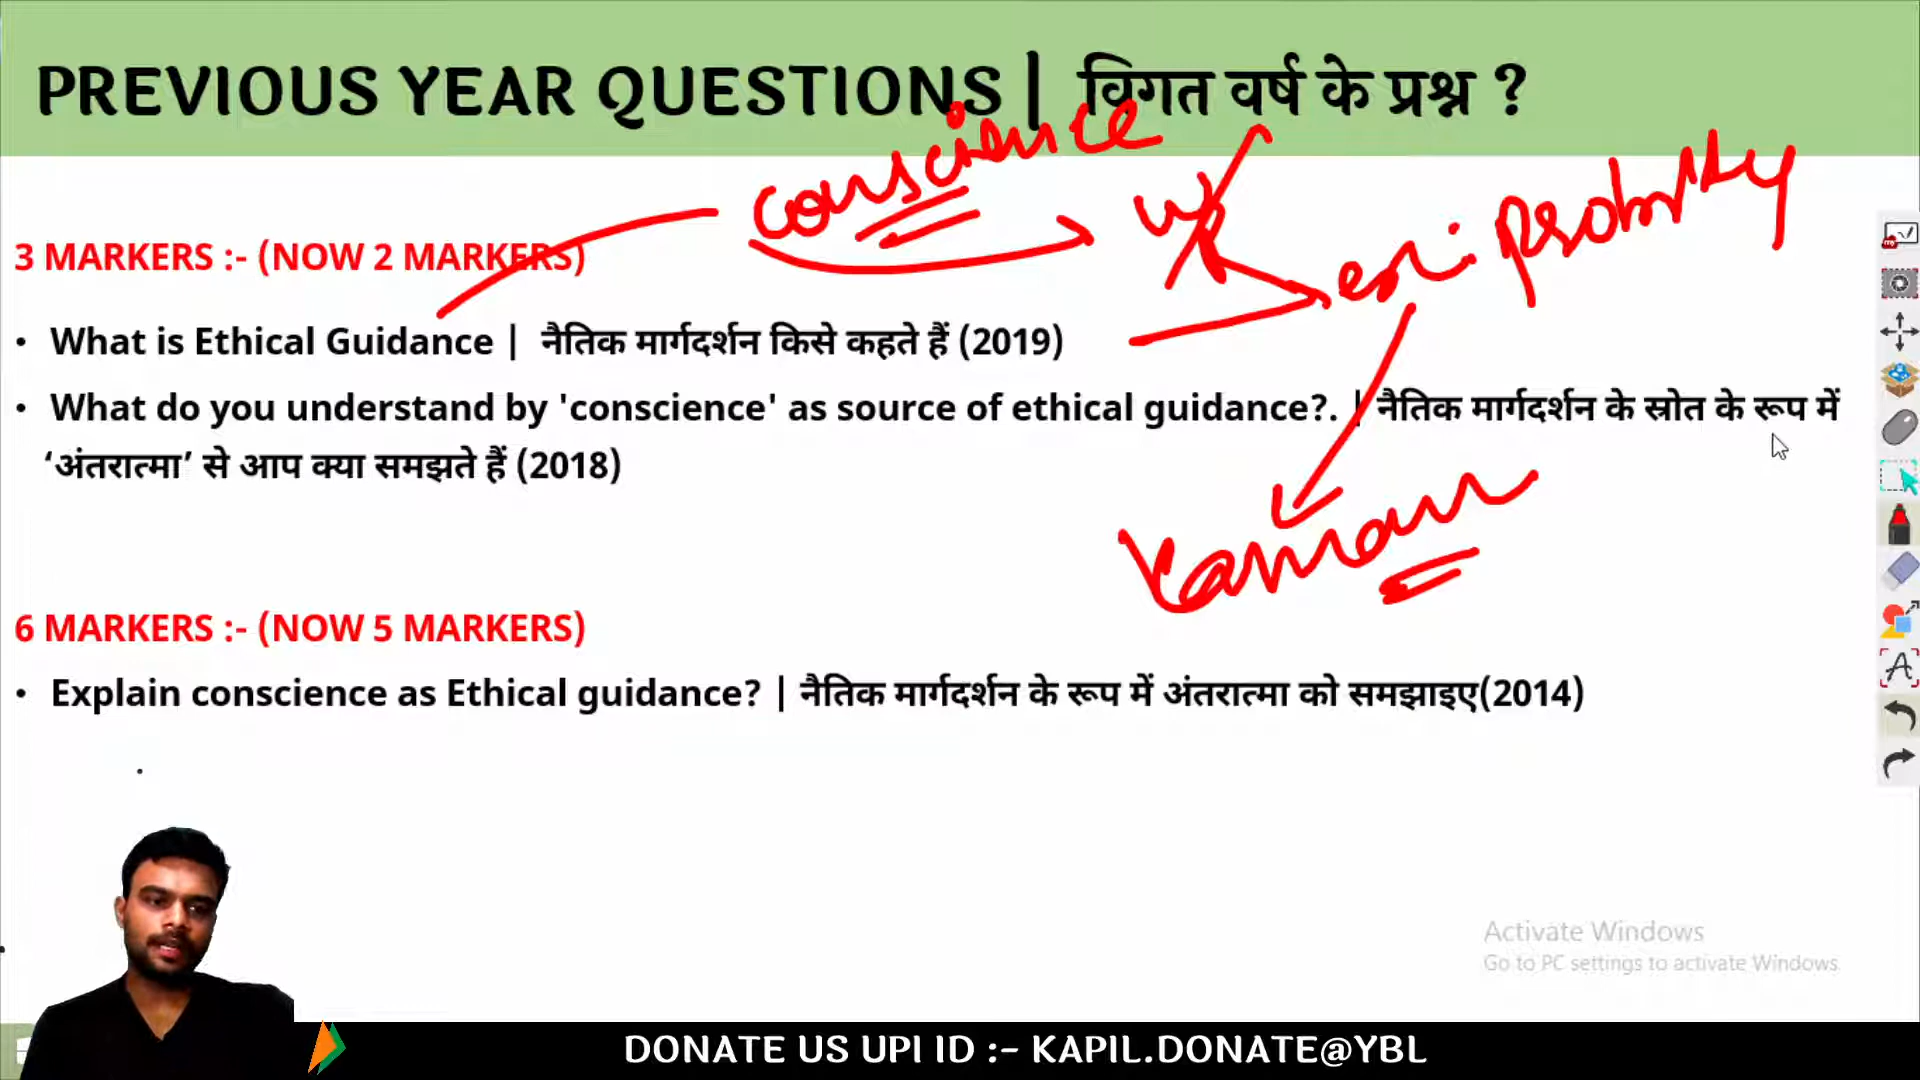 PREVIOUS YEAR QUESTIONS | विगत वर्ष के प्रश्न ?
conscience
probity
3 MARKERS :- (NOW 2 MARKERS)
• What is Ethical Guidance | नैतिक मार्गदर्शन किसे कहते हैं (2019)
• What do you understand by 'conscience' as source of ethical guidance?. | नैतिक मार्गदर्शन के स्रोत के रूप में
‘अंतरात्मा’ से आप क्या समझते हैं (2018)
6 MARKERS :- (NOW 5 MARKERS)
• Explain conscience as Ethical guidance? | नैतिक मार्गदर्शन के रूप में अंतरात्मा को समझाइए(2014)
Activate Windows
Go to PC settings to activate Windows
DONATE US UPI ID :- KAPIL.DONATE@YBL